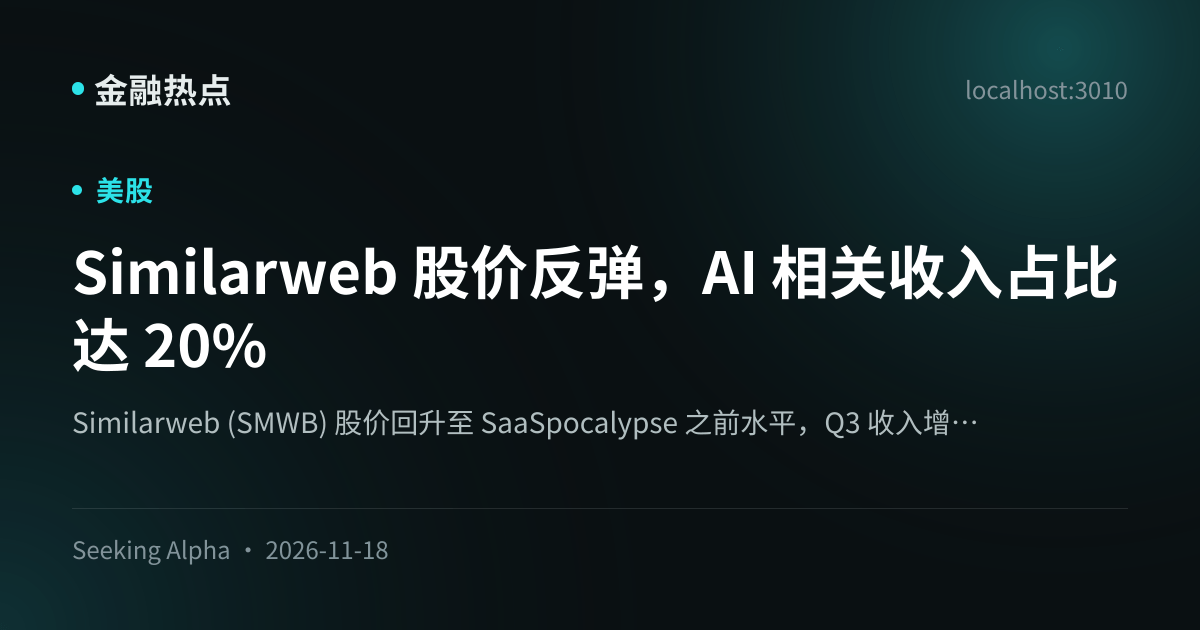 金融热点
localhost:3010
美股
Similarweb 股价反弹，AI 相关收入占比
达 20%
Similarweb (SMWB) 股价回升至 SaaSpocalypse 之前水平，Q3 收入增…
Seeking Alpha · 2026-11-18